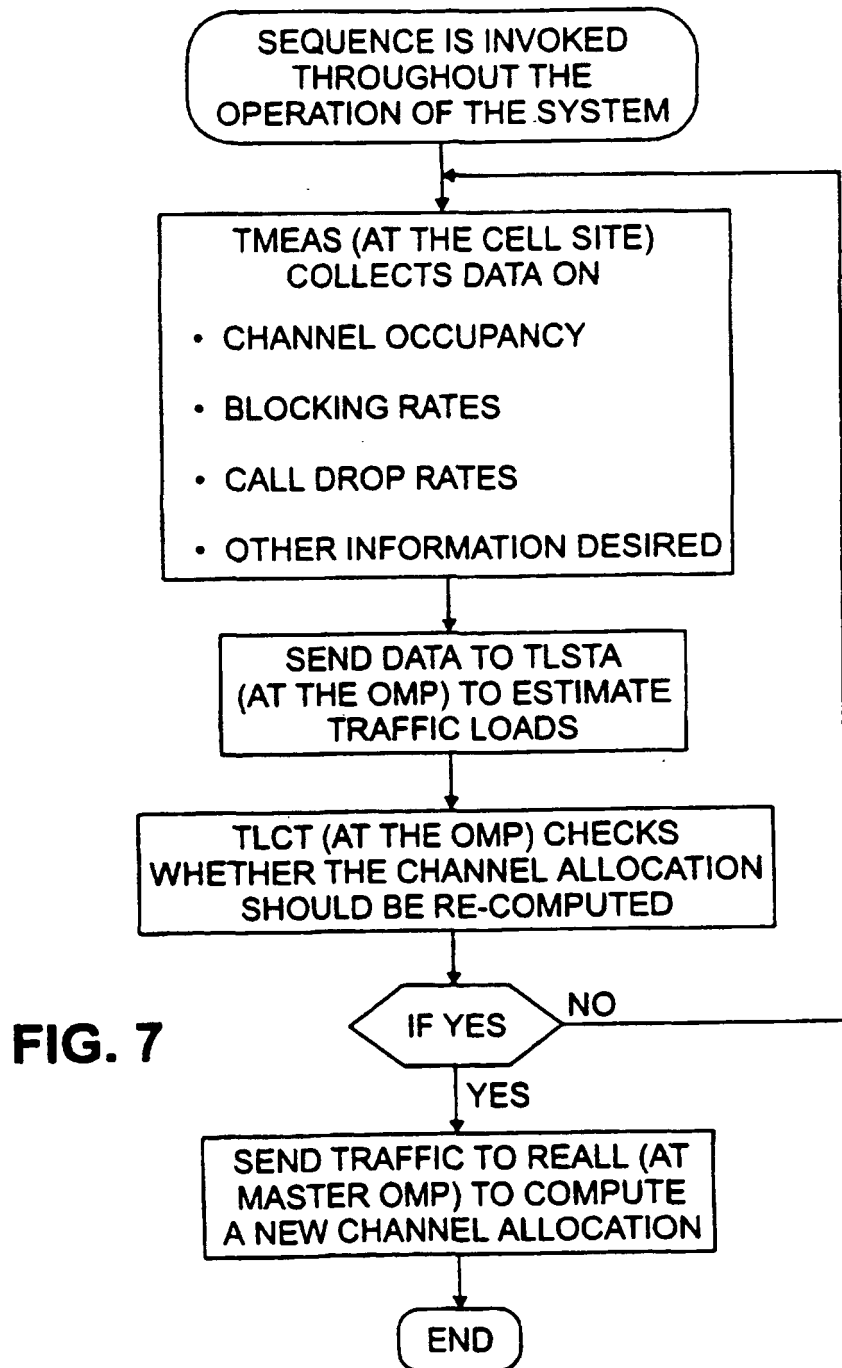 SEQUENCE IS INVOKED
THROUGHOUT THE
OPERATION OF THE SYSTEM
TMEAS (AT THE CELL SITE)
COLLECTS DATA ON
• CHANNEL OCCUPANCY
• BLOCKING RATES
• CALL DROP RATES
• OTHER INFORMATION DESIRED
SEND DATA TO TLSTA
(AT THE OMP) TO ESTIMATE
TRAFFIC LOADS
TLCT (AT THE OMP) CHECKS
WHETHER THE CHANNEL ALLOCATION
SHOULD BE RE-COMPUTED
IF YES
NO
FIG. 7
YES
SEND TRAFFIC TO REALL (AT
MASTER OMP) TO COMPUTE
A NEW CHANNEL ALLOCATION
END